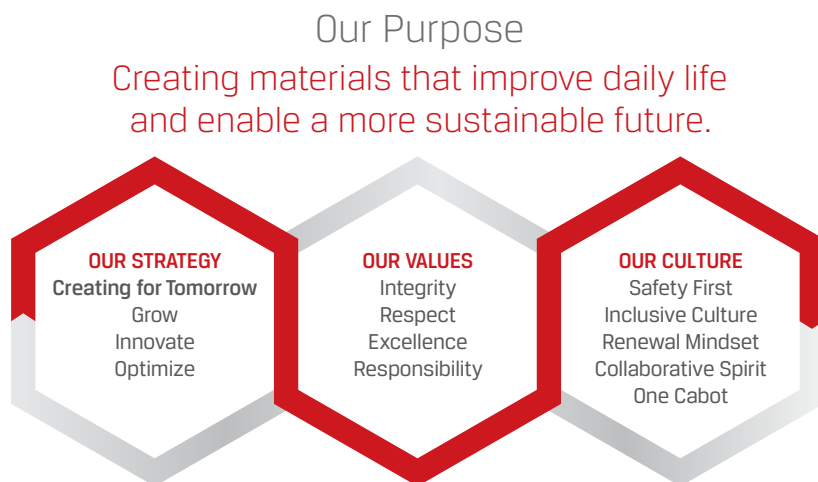 Our Purpose
Creating materials that improve daily life
and enable a more sustainable future.
OUR STRATEGY
Creating for Tomorrow
Grow
Innovate
Optimize
OUR VALUES
Integrity
Respect
Excellence
Responsibility
OUR CULTURE
Safety First
Inclusive Culture
Renewal Mindset
Collaborative Spirit
One Cabot